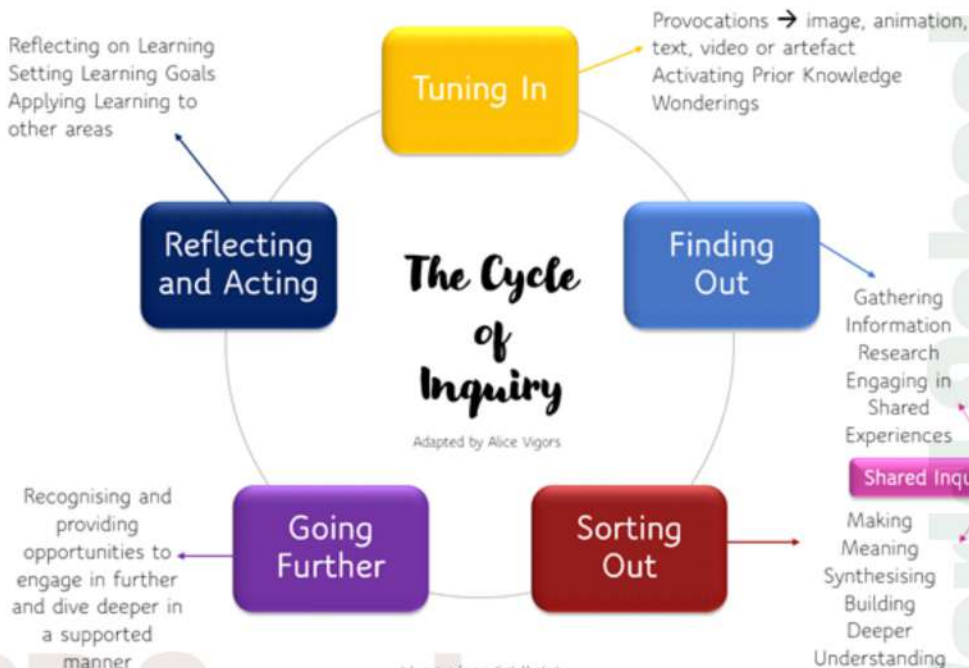 Provocations → image, animation,
text, video or artefact
Activating Prior Knowledge
Wonderings
Reflecting on Learning
Setting Learning Goals
Applying Learning to
other areas
Tuning In
Reflecting
and Acting
Finding
Out
The Cycle
of
Inquiry
Adapted by Alice Vigors
Gathering
Information
Research
Engaging in
Shared
Experiences
Shared Inqu
Going
Further
Sorting
Out
Recognising and
providing
opportunities to
engage in further
and dive deeper in
a supported
manner
Making
Meaning
Synthesising
Building
Deeper
Understanding